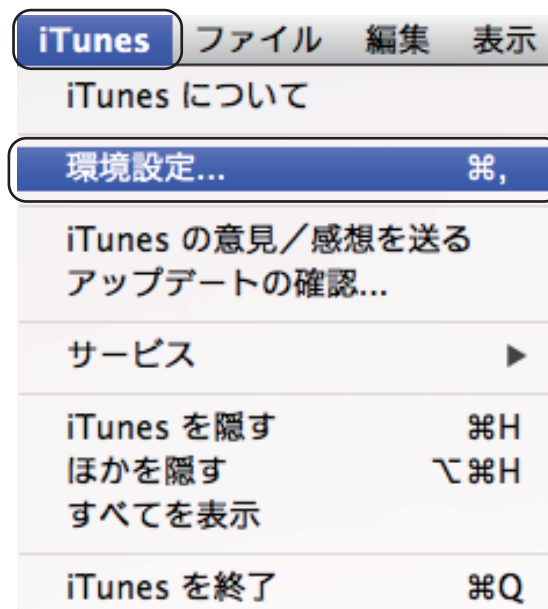 iTunes ファイル 編集 表示
iTunes について
環境設定... ⌘,
iTunes の意見／感想を送る
アップデートの確認...
サービス ▶
iTunes を隠す ⌘H
ほかを隠す ⌥⌘H
すべてを表示
iTunes を終了 ⌘Q